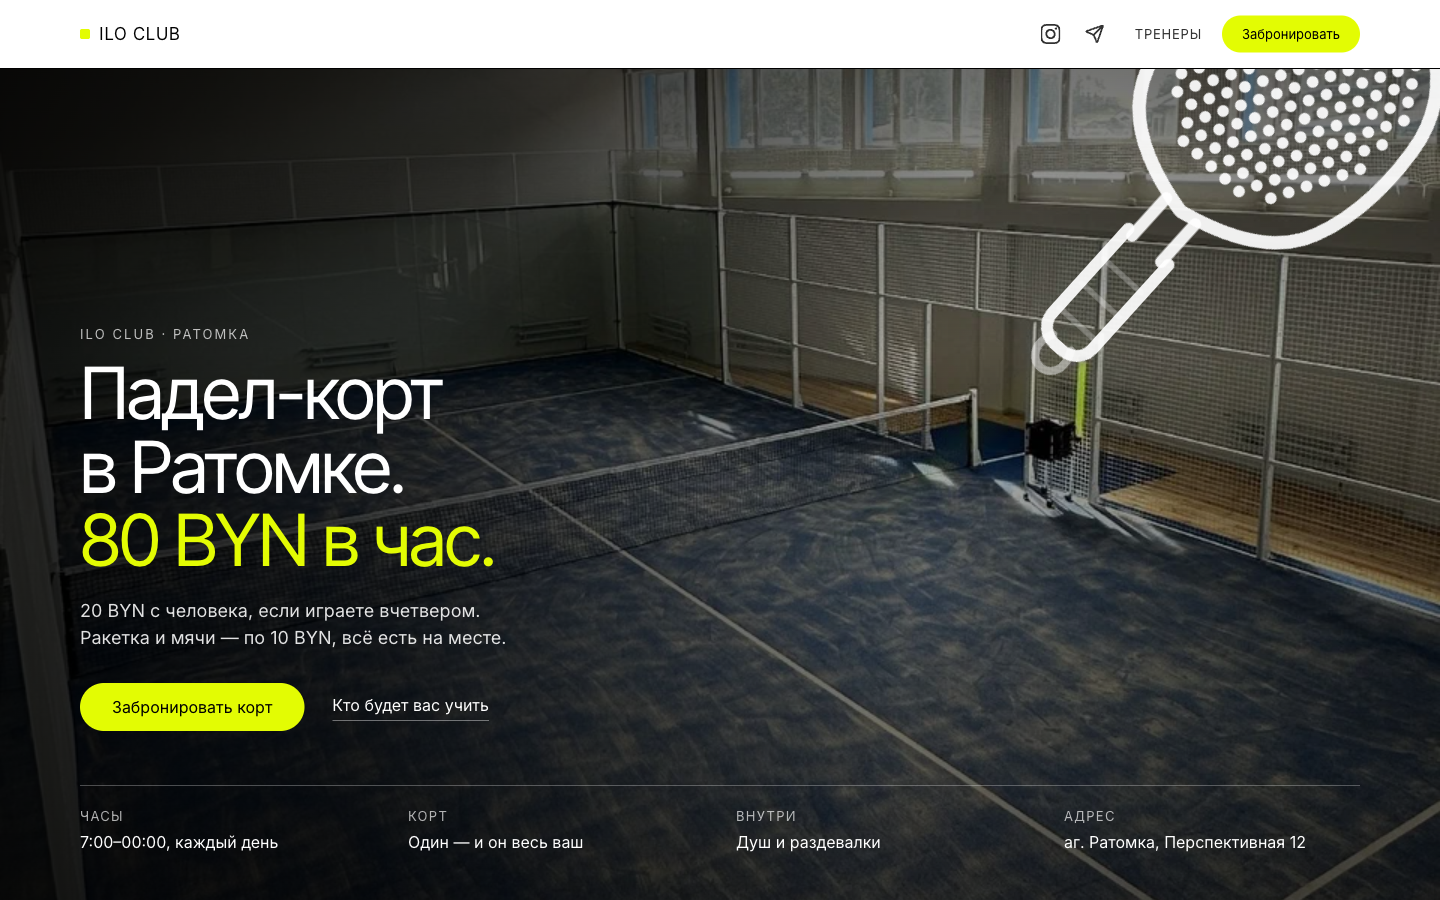 ILO CLUB
ТРЕНЕРЫ
Забронировать
ILO CLUB · РАТОМКА
Падел-корт
в Ратомке.
80 BYN в час.
20 BYN с человека, если играете вчетвером.
Ракетка и мячи — по 10 BYN, всё есть на месте.
Забронировать корт
Кто будет вас учить
ЧАСЫ
7:00–00:00, каждый день
КОРТ
Один — и он весь ваш
ВНУТРИ
Душ и раздевалки
АДРЕС
аг. Ратомка, Перспективная 12